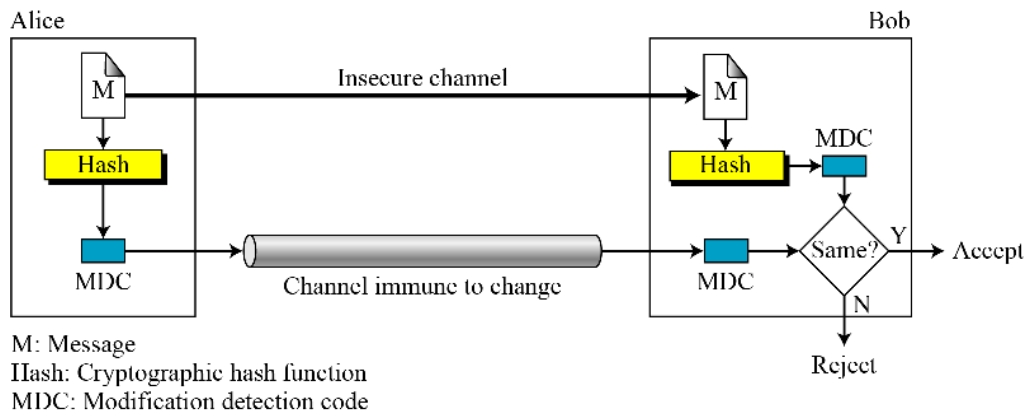 Alice
Bob
M
Insecure channel
M
Hash
Hash
MDC
MDC
Channel immune to change
MDC
Same?
Y
Accept
N
Reject
M: Message
Hash: Cryptographic hash function
MDC: Modification detection code